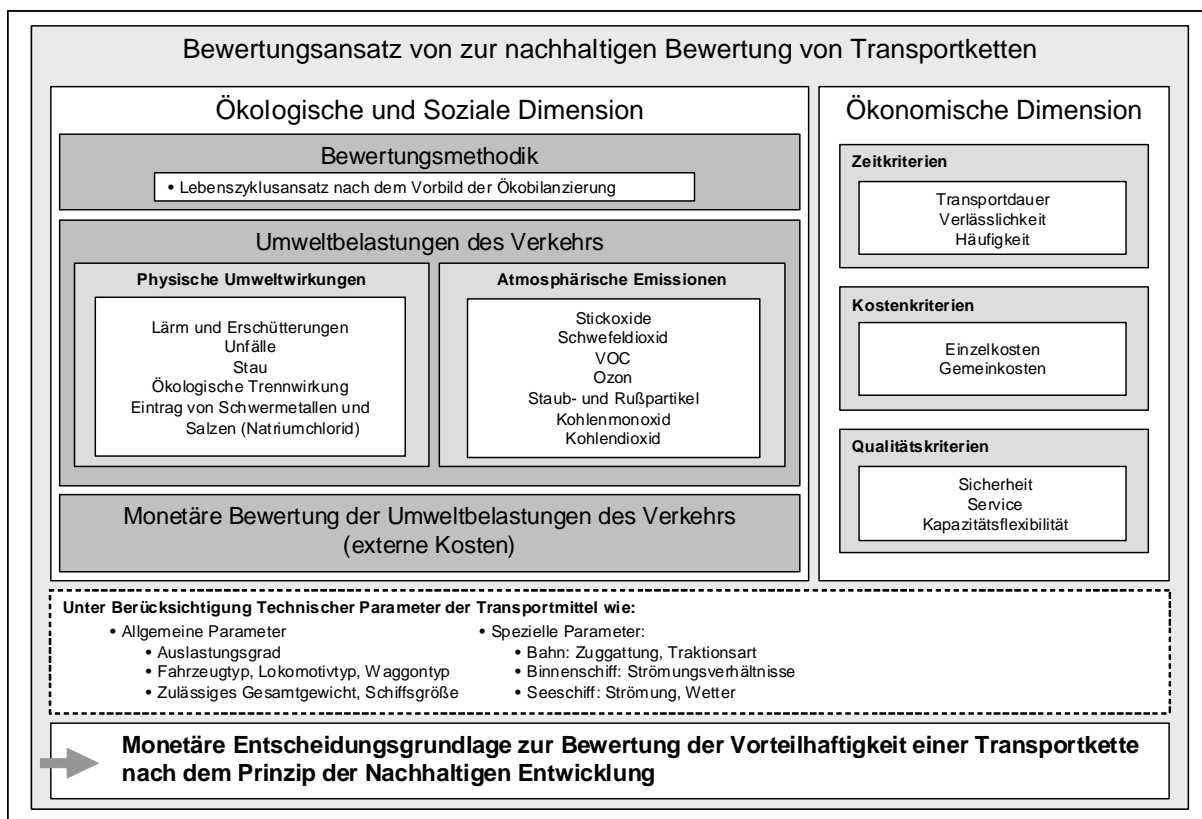 Bewertungsansatz von zur nachhaltigen Bewertung von Transportketten
Ökologische und Soziale Dimension
Bewertungsmethodik
• Lebenszyklusansatz nach dem Vorbild der Ökobilanzierung
Umweltbelastungen des Verkehrs
Physische Umweltwirkungen
Lärm und Erschütterungen
Unfälle
Stau
Ökologische Trennwirkung
Eintrag von Schwermetallen und
Salzen (Natriumchlorid)
Atmosphärische Emissionen
Stickoxide
Schwefeldioxid
VOC
Ozon
Staub- und Rußpartikel
Kohlenmonoxid
Kohlendioxid
Monetäre Bewertung der Umweltbelastungen des Verkehrs
(externe Kosten)
Ökonomische Dimension
Zeitkriterien
Transportdauer
Verlässlichkeit
Häufigkeit
Kostenkriterien
Einzelkosten
Gemeinkosten
Qualitätskriterien
Sicherheit
Service
Kapazitätsflexibilität
Unter Berücksichtigung Technischer Parameter der Transportmittel wie:
• Allgemeine Parameter
• Auslastungsgrad
• Fahrzeugtyp, Lokomotivtyp, Waggontyp
• Zulässiges Gesamtgewicht, Schiffsgröße
• Spezielle Parameter:
• Bahn: Zuggattung, Traktionsart
• Binnenschiff: Strömungsverhältnisse
• Seeschiff: Strömung, Wetter
Monetäre Entscheidungsgrundlage zur Bewertung der Vorteilhaftigkeit einer Transportkette
nach dem Prinzip der Nachhaltigen Entwicklung